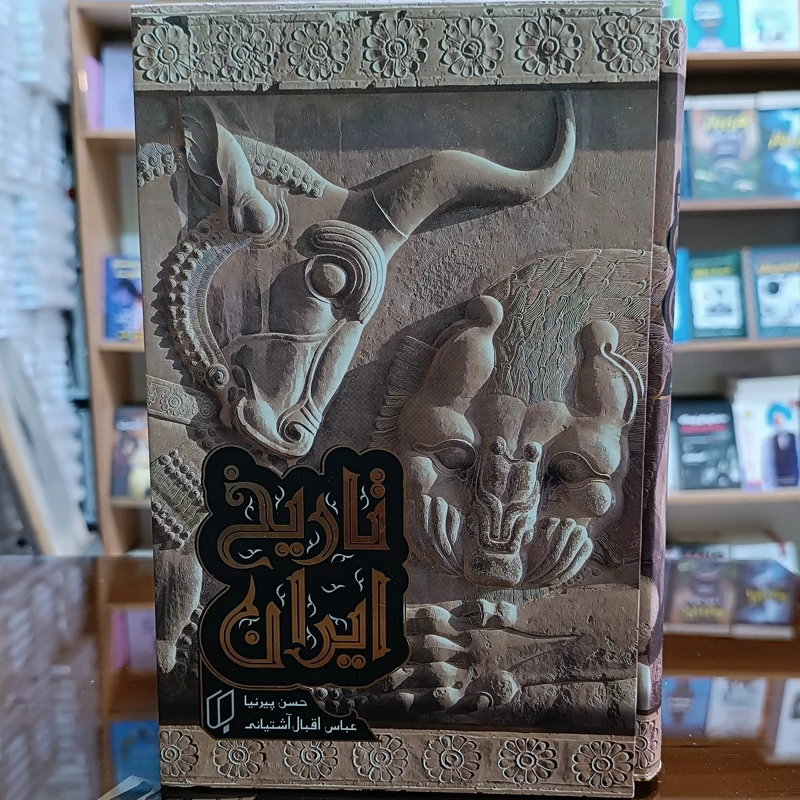 تاریخ
ایران
حسن پیرنیا
عباس اقبال آشتیانی